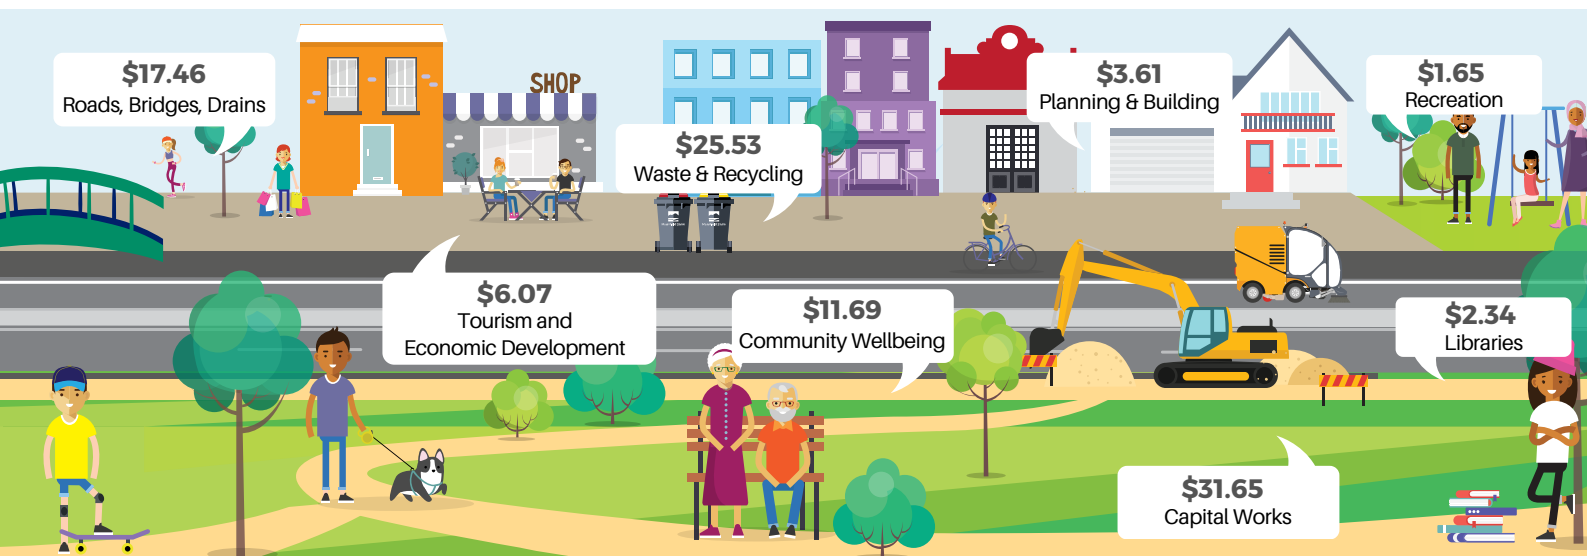 $17.46
Roads, Bridges, Drains
SHOP
$25.53
Waste & Recycling
$3.61
Planning & Building
$1.65
Recreation
$6.07
Tourism and
Economic Development
$11.69
Community Wellbeing
$2.34
Libraries
$31.65
Capital Works